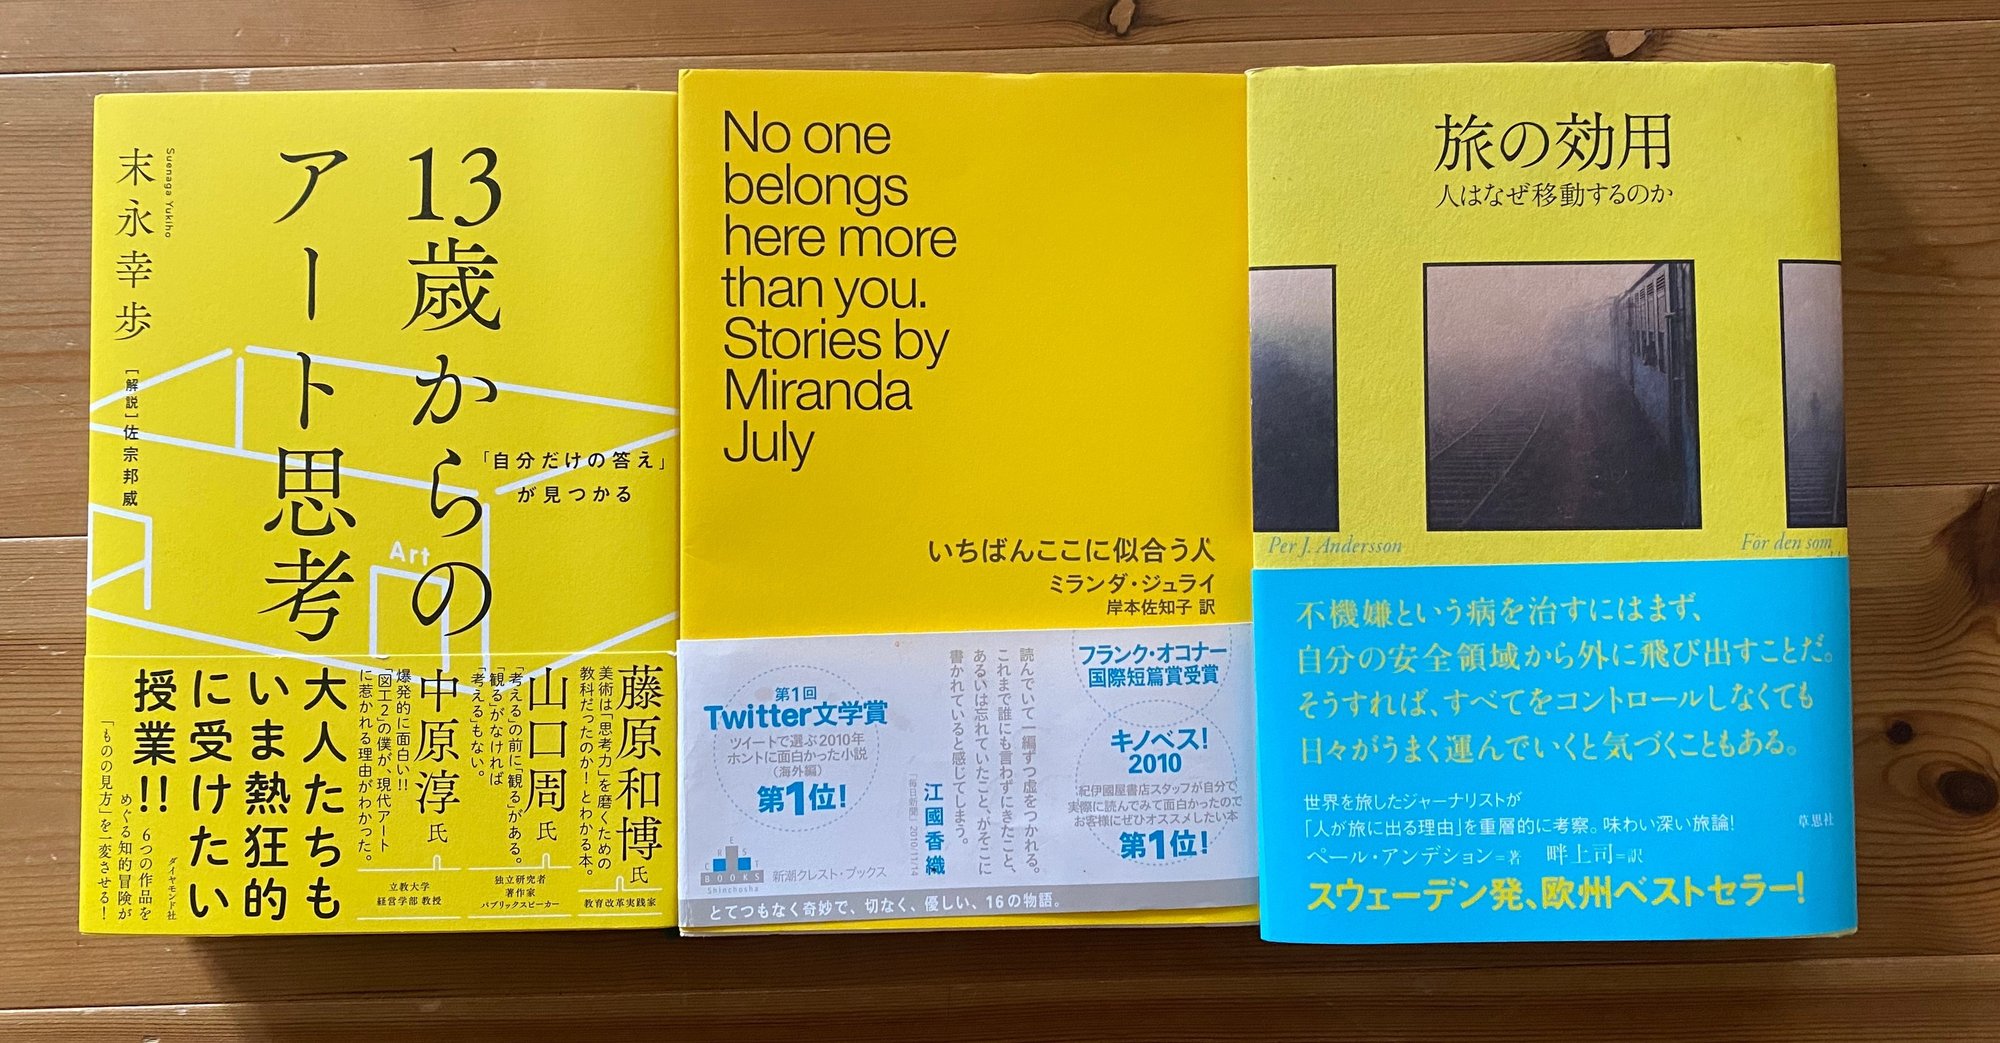 13歳からの
アート思考
末永幸歩
Suenaga Yukiho
［解説］佐宗邦威
「自分だけの答え」
が見つかる
Art
藤原和博氏
美術は「思考力」を磨くための
教科だったのか！とわかる本。
教育改革実践家
山口周氏
「考える」の前に「観る」がある。
「観る」がなければ
「考える」もない。
独立研究者
著作家
パブリックスピーカー
中原淳氏
爆発的に面白い!!
「図工2」の僕が、現代アート
に惹かれる理由がわかった。
立教大学
経営学部 教授
大人たちも
いま熱狂的
に受けたい
授業!!
6つの作品を
めぐる知的冒険が
「ものの見方」を一変させる！
ダイヤモンド社
No one
belongs
here more
than you.
Stories by
Miranda
July
いちばんここに似合う人
ミランダ・ジュライ
岸本佐知子 訳
第1回
Twitter文学賞
ツイートで選ぶ2010年
ホントに面白かった小説
（海外編）
第1位！
CREST
BOOKS
Shinchosha
新潮クレスト・ブックス
読んでいて一編ずつ虚をつかれる。
これまで誰にも言わずにきたこと、
あるいは忘れていたこと、がそこに
書かれていると感じてしまう。
江國香織
「毎日新聞」2010/11/14
フランク・オコナー
国際短篇賞受賞
キノベス！
2010
紀伊國屋書店スタッフが自分で
実際に読んでみて面白かったので
お客様にぜひオススメしたい本
第1位！
とてつもなく奇妙で、切なく、優しい、16の物語。
旅の効用
人はなぜ移動するのか
Per J. Andersson
För den som
不機嫌という病を治すにはまず、
自分の安全領域から外に飛び出すことだ。
そうすれば、すべてをコントロールしなくても
日々がうまく運んでいくと気づくこともある。
世界を旅したジャーナリストが
「人が旅に出る理由」を重層的に考察。味わい深い旅論！
草思社
ペール・アンデション＝著 畔上司＝訳
スウェーデン発、欧州ベストセラー！